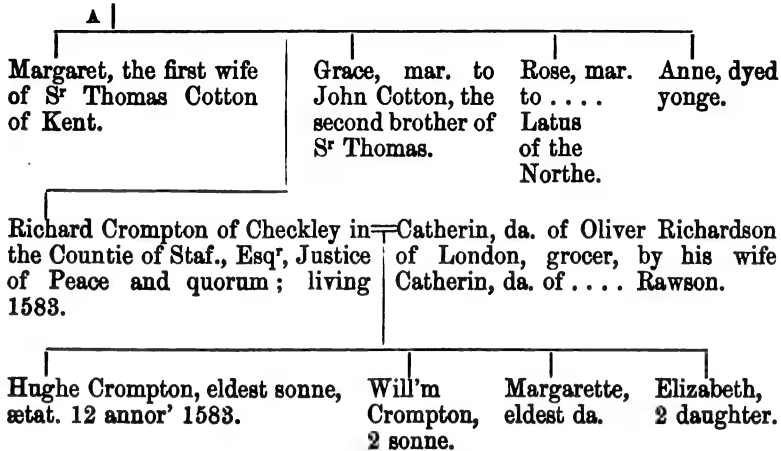 A
Margaret, the first wife
of Sʳ Thomas Cotton
of Kent.
Grace, mar. to
John Cotton, the
second brother of
Sʳ Thomas.
Rose, mar.
to ....
Latus
of the
Northe.
Anne, dyed
yonge.
Richard Crompton of Checkley in
the Countie of Staf., Esqʳ, Justice
of Peace and quorum; living
1583.
Catherin, da. of Oliver Richardson
of London, grocer, by his wife
Catherin, da. of .... Rawson.
Hughe Crompton, eldest sonne,
ætat. 12 annor' 1583.
Will'm
Crompton,
2 sonne.
Margarette,
eldest da.
Elizabeth,
2 daughter.